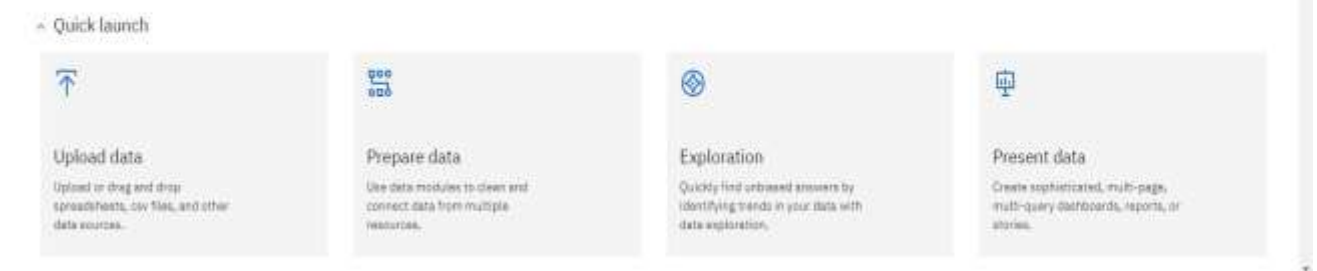 Quick launch
Upload data
Upload or drag and drop
spreadsheets, csv files, and other
data sources.
Prepare data
Use data modules to clean and
connect data from multiple
resources.
Exploration
Quickly find unbiased answers by
identifying trends in your data with
data exploration.
Present data
Create sophisticated, multi-page,
multi-query dashboards, reports, or
stories.